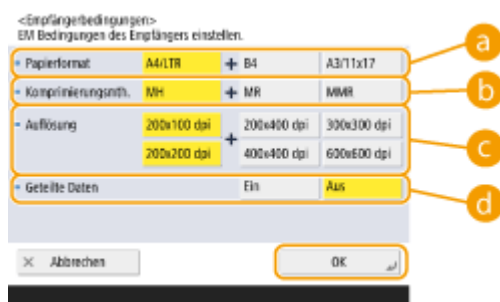 <Empfängerbedingungen>
EM Bedingungen des Empfängers einstellen.
Papierformat A4/LTR + B4 A3/11x17 a
Komprimierungsmth. MH + MR MMR b
Auflösung 200x100 dpi + 200x400 dpi 300x300 dpi c
200x200 dpi 400x400 dpi 600x600 dpi
Geteilte Daten Ein Aus d
× Abbrechen OK